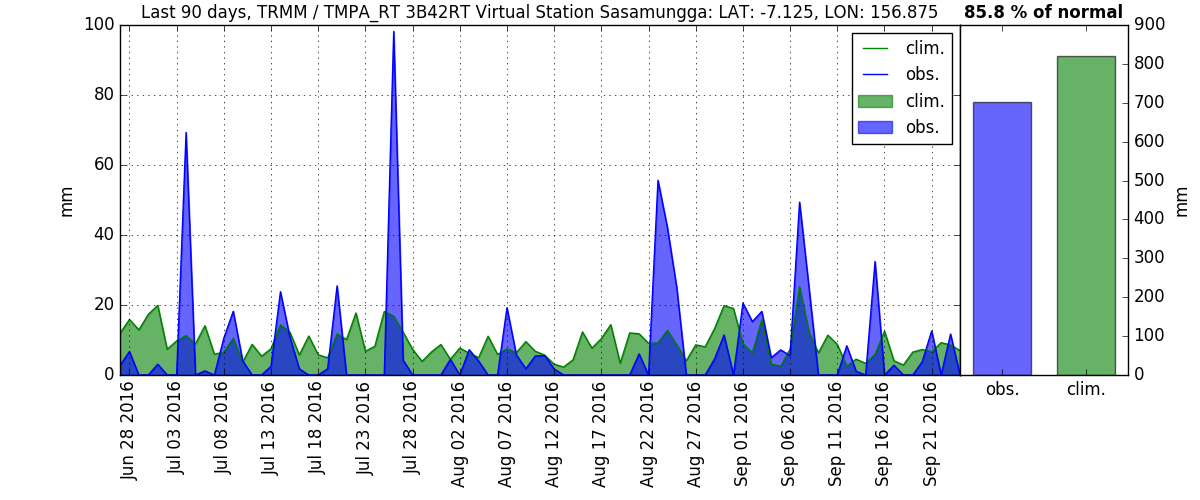 Last 90 days, TRMM / TMPA_RT 3B42RT Virtual Station Sasamungga: LAT: -7.125, LON: 156.875
85.8 % of normal
100
80
60
40
20
0
mm
clim.
obs.
clim.
obs.
900
800
700
600
500
400
300
200
100
0
mm
Jun 28 2016
Jul 03 2016
Jul 08 2016
Jul 13 2016
Jul 18 2016
Jul 23 2016
Jul 28 2016
Aug 02 2016
Aug 07 2016
Aug 12 2016
Aug 17 2016
Aug 22 2016
Aug 27 2016
Sep 01 2016
Sep 06 2016
Sep 11 2016
Sep 16 2016
Sep 21 2016
obs.
clim.